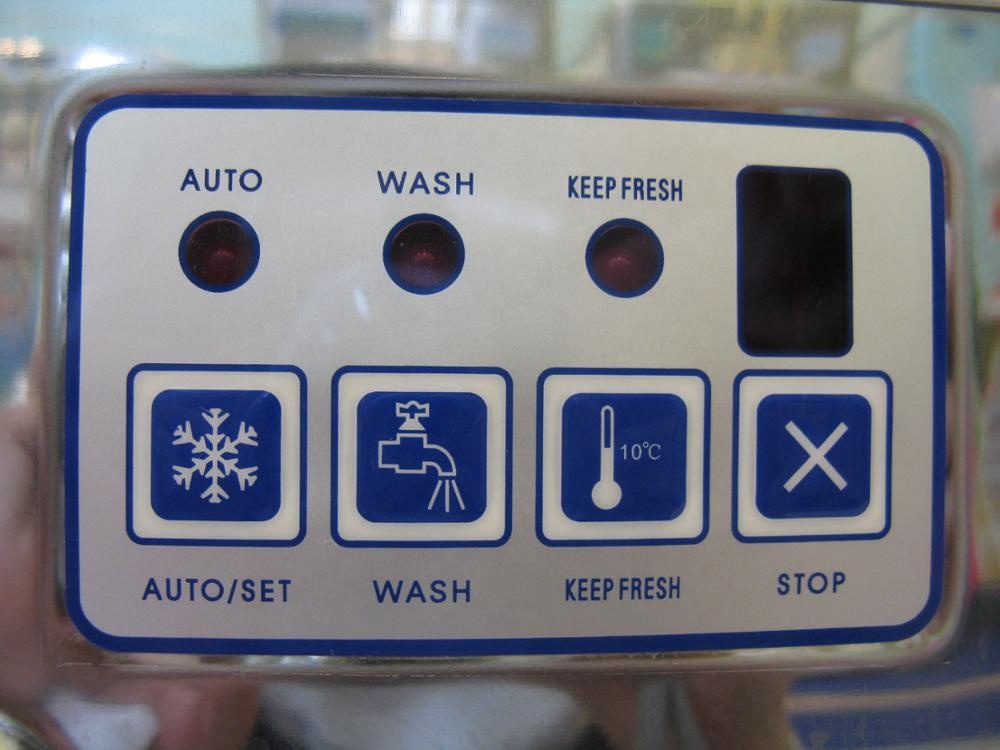 AUTO
WASH
KEEP FRESH
10°C
AUTO/SET
WASH
KEEP FRESH
STOP